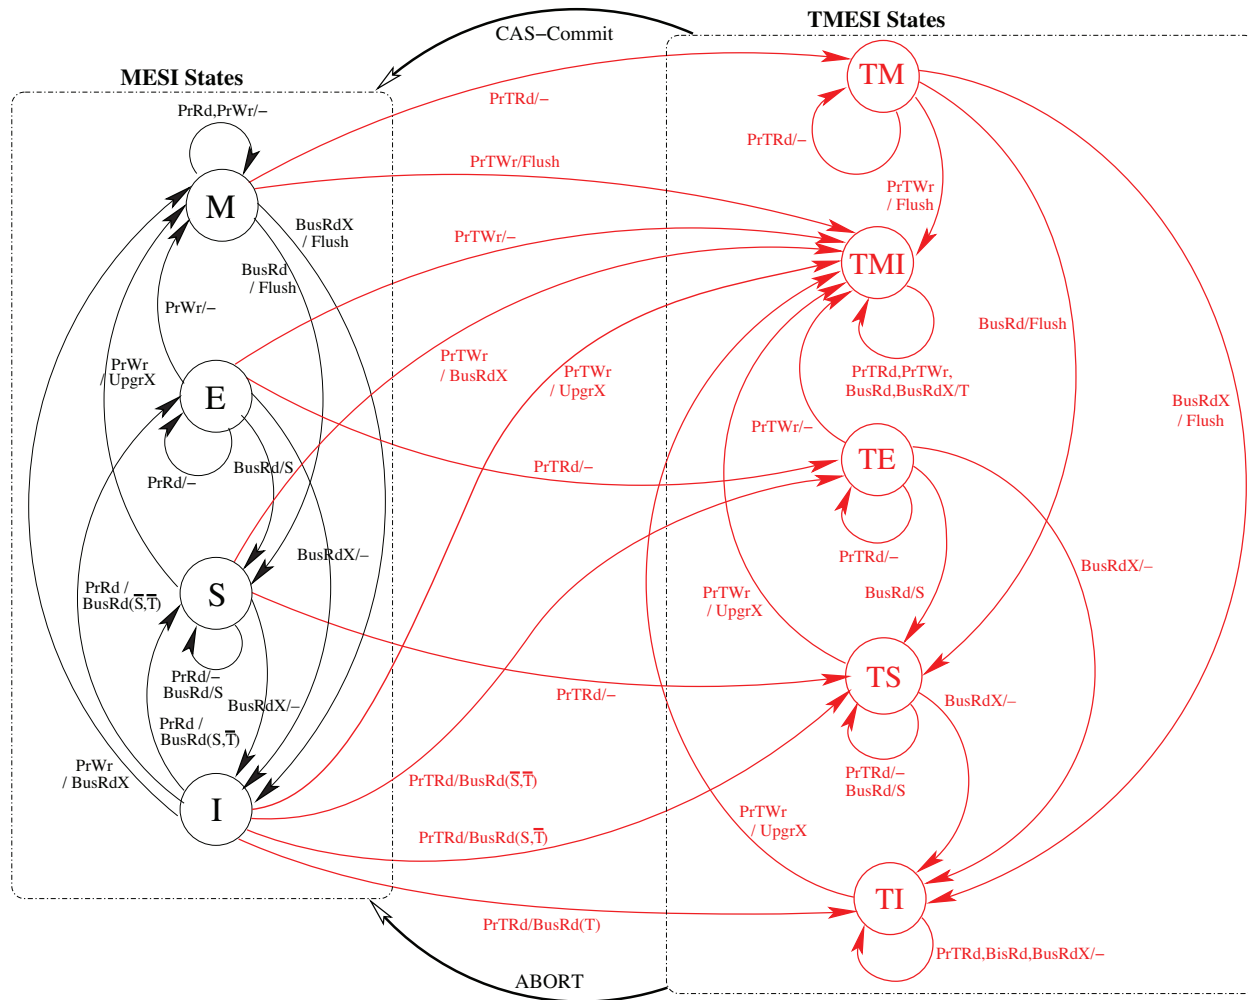 TMESI States
CAS–Commit
MESI States
TM
PrRd,PrWr/–
PrTRd/–
PrTRd/–
PrTWr/Flush
PrTWr
/ Flush
M
BusRdX
/ Flush
PrTWr/–
BusRd
/ Flush
TMI
PrWr/–
BusRd/Flush
PrTWr
/ BusRdX
PrTWr
/ UpgrX
PrWr
/ UpgrX
PrTRd,PrTWr,
BusRd,BusRdX/T
BusRdX
/ Flush
E
PrTWr/–
BusRd/S
PrTRd/–
TE
PrRd/–
PrTRd/–
BusRdX/–
BusRdX/–
PrRd /
BusRd(S̅,T̅)
S
PrTWr
/ UpgrX
BusRd/S
PrRd/–
BusRd/S
PrTRd/–
TS
BusRdX/–
BusRdX/–
PrRd /
BusRd(S,T̅)
PrWr
/ BusRdX
PrTRd/BusRd(S̅,T̅)
PrTRd/–
BusRd/S
I
PrTWr
/ UpgrX
PrTRd/BusRd(S,T̅)
TI
PrTRd/BusRd(T)
PrTRd,BisRd,BusRdX/–
ABORT